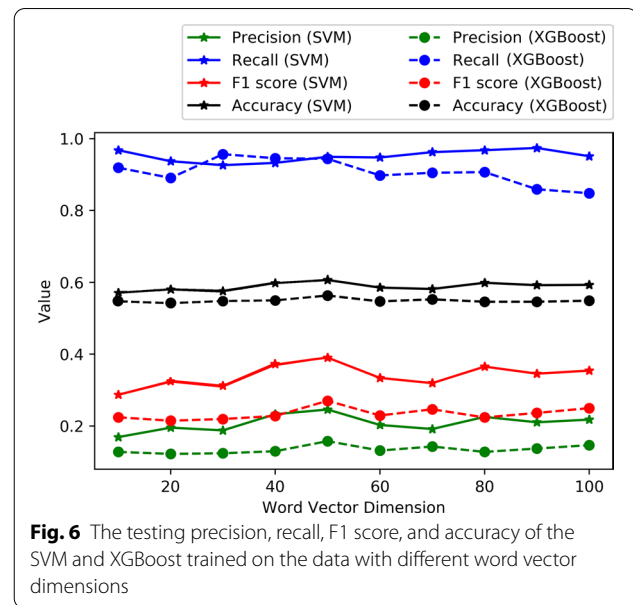 Precision (SVM) Precision (XGBoost)
Recall (SVM) Recall (XGBoost)
F1 score (SVM) F1 score (XGBoost)
Accuracy (SVM) Accuracy (XGBoost)
1.0
0.8
0.6
0.4
0.2
Value
20 40 60 80 100
Word Vector Dimension
Fig. 6 The testing precision, recall, F1 score, and accuracy of the
SVM and XGBoost trained on the data with different word vector
dimensions